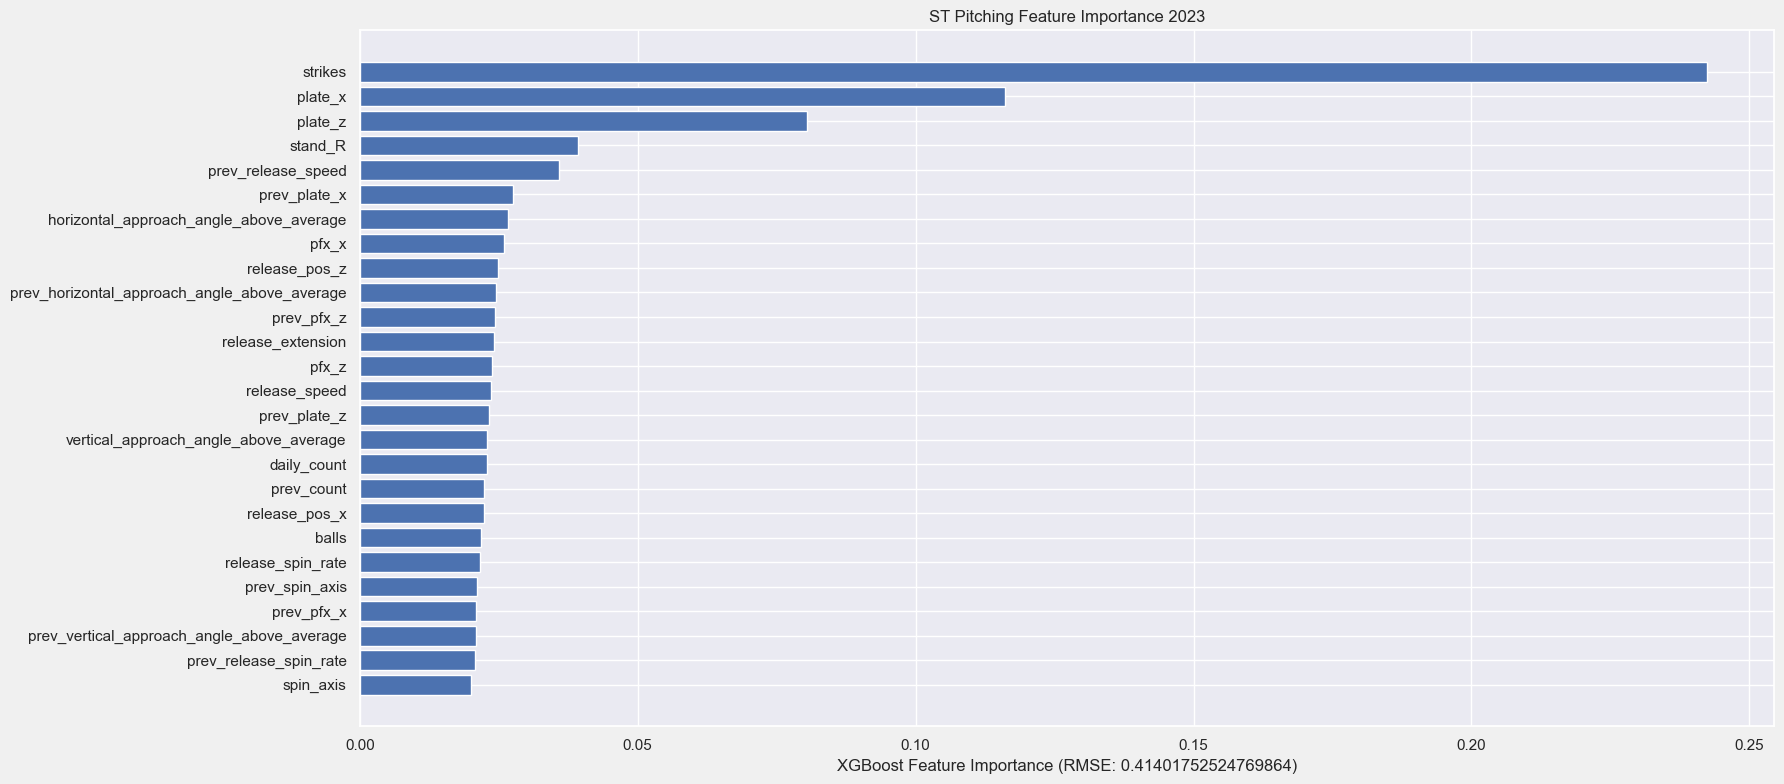 ST Pitching Feature Importance 2023
strikes
plate_x
plate_z
stand_R
prev_release_speed
prev_plate_x
horizontal_approach_angle_above_average
pfx_x
release_pos_z
prev_horizontal_approach_angle_above_average
prev_pfx_z
release_extension
pfx_z
release_speed
prev_plate_z
vertical_approach_angle_above_average
daily_count
prev_count
release_pos_x
balls
release_spin_rate
prev_spin_axis
prev_pfx_x
prev_vertical_approach_angle_above_average
prev_release_spin_rate
spin_axis
0.00 0.05 0.10 0.15 0.20 0.25
XGBoost Feature Importance (RMSE: 0.41401752524769864)